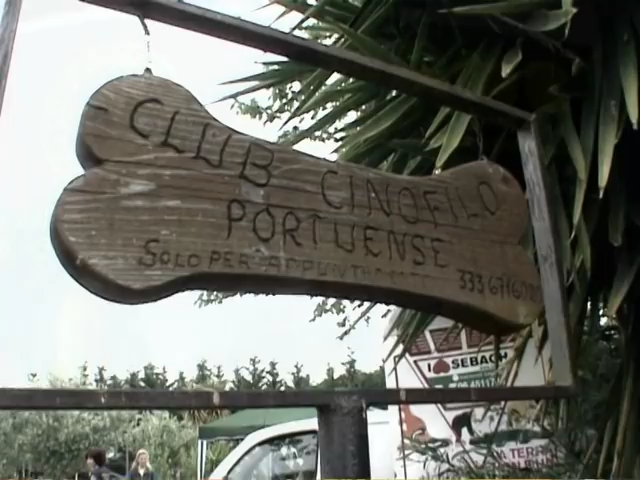 CLUB CINOFILO
PORTUENSE
SOLO PER APPUNTAMENTO
I ❤ SEBACH